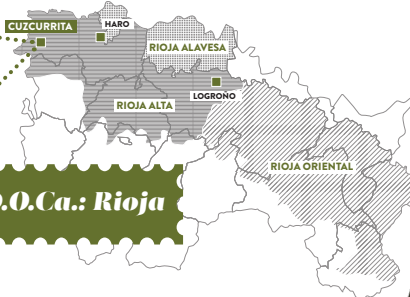 CUZCURRITA
HARO
RIOJA ALAVESA
LOGROÑO
RIOJA ALTA
RIOJA ORIENTAL
.O.Ca.: Rioja